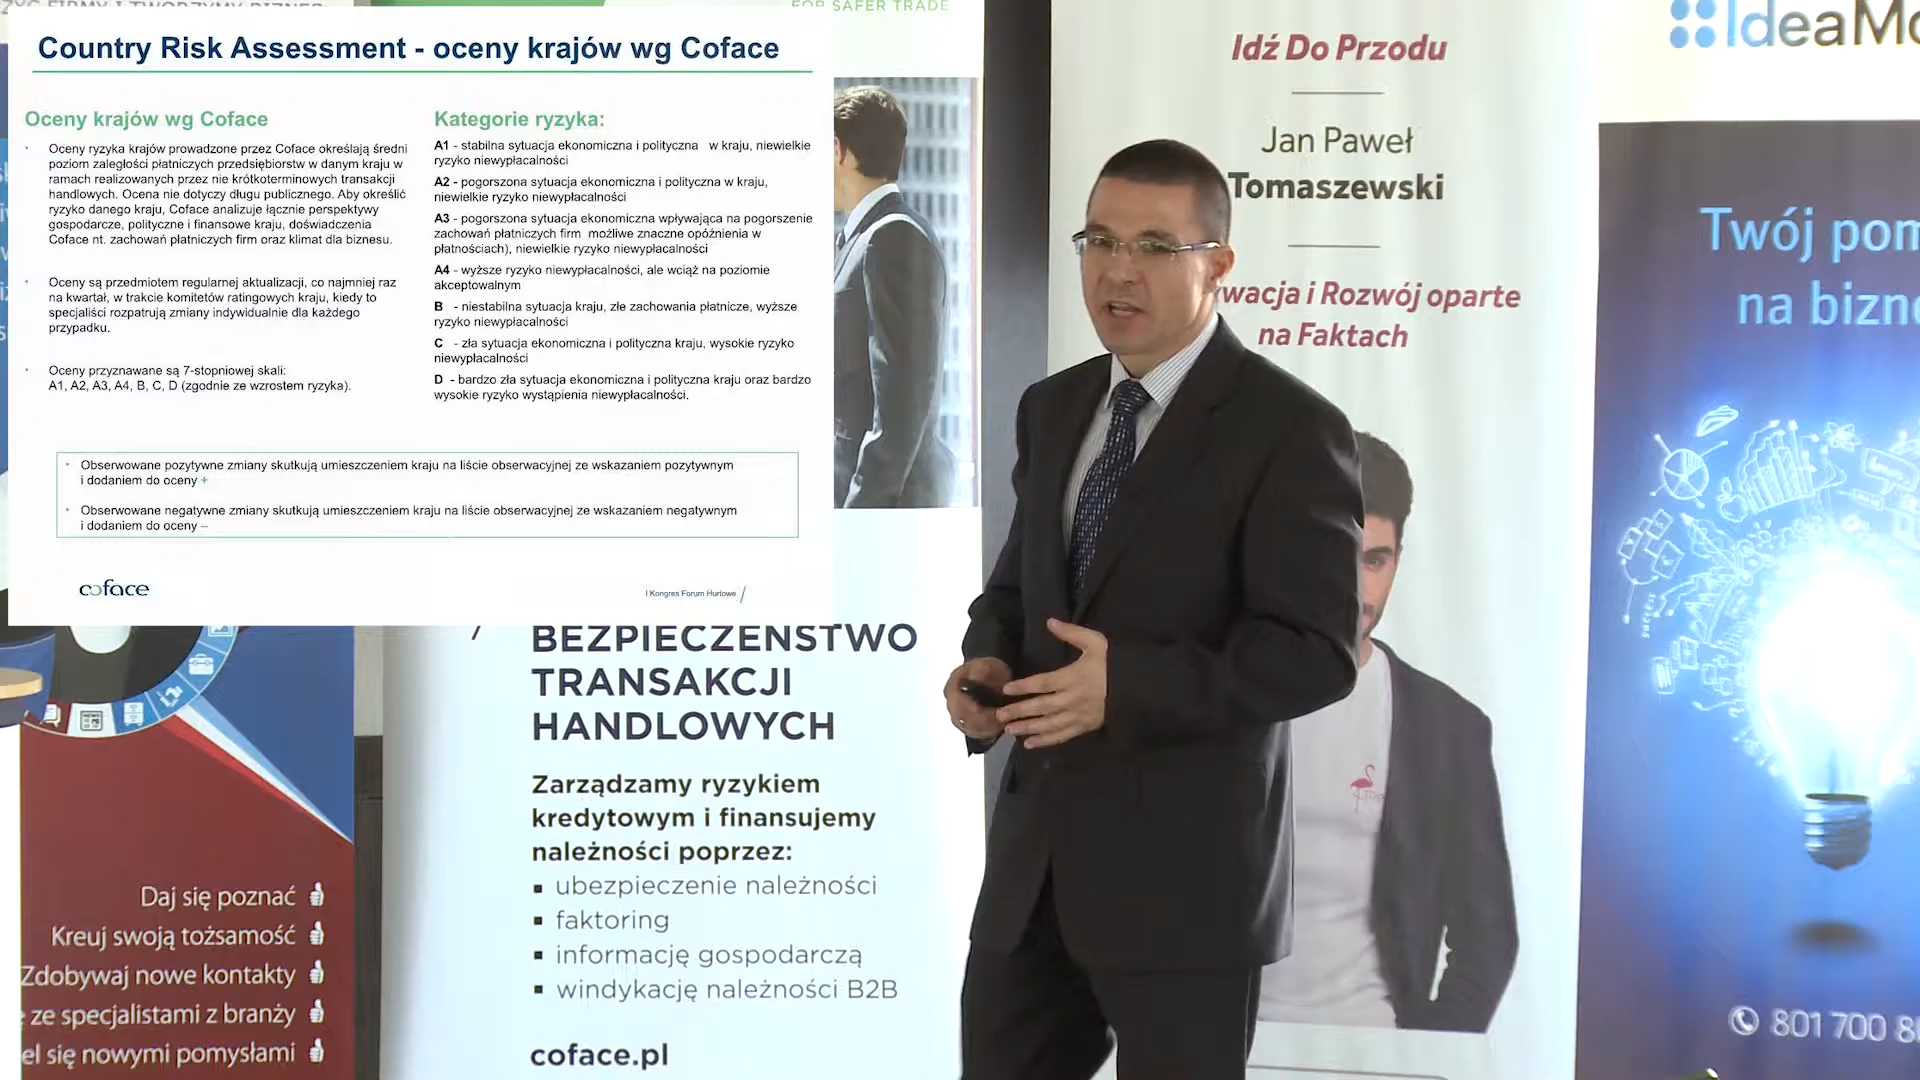 FOR SAFER TRADE
Country Risk Assessment - oceny krajów wg Coface
Oceny krajów wg Coface
Oceny ryzyka krajów prowadzone przez Coface określają średni
poziom zaległości płatniczych przedsiębiorstw w danym kraju w
ramach realizowanych przez nie krótkoterminowych transakcji
handlowych. Ocena nie dotyczy długu publicznego. Aby określić
ryzyko danego kraju, Coface analizuje łącznie perspektywy
gospodarcze, polityczne i finansowe kraju, doświadczenia
Coface nt. zachowań płatniczych firm oraz klimat dla biznesu.
Oceny są przedmiotem regularnej aktualizacji, co najmniej raz
na kwartał, w trakcie komitetów ratingowych kraju, kiedy to
specjaliści rozpatrują zmiany indywidualnie dla każdego
przypadku.
Oceny przyznawane są 7-stopniowej skali:
A1, A2, A3, A4, B, C, D (zgodnie ze wzrostem ryzyka).
Kategorie ryzyka:
A1 - stabilna sytuacja ekonomiczna i polityczna w kraju, niewielkie
ryzyko niewypłacalności
A2 - pogorszona sytuacja ekonomiczna i polityczna w kraju,
niewielkie ryzyko niewypłacalności
A3 - pogorszona sytuacja ekonomiczna wpływająca na pogorszenie
zachowań płatniczych firm możliwe znaczne opóźnienia w
płatnościach), niewielkie ryzyko niewypłacalności
A4 - wyższe ryzyko niewypłacalności, ale wciąż na poziomie
akceptowalnym
B - niestabilna sytuacja kraju, złe zachowania płatnicze, wyższe
ryzyko niewypłacalności
C - zła sytuacja ekonomiczna i polityczna kraju, wysokie ryzyko
niewypłacalności
D - bardzo zła sytuacja ekonomiczna i polityczna kraju oraz bardzo
wysokie ryzyko wystąpienia niewypłacalności.
Obserwowane pozytywne zmiany skutkują umieszczeniem kraju na liście obserwacyjnej ze wskazaniem pozytywnym
i dodaniem do oceny +
Obserwowane negatywne zmiany skutkują umieszczeniem kraju na liście obserwacyjnej ze wskazaniem negatywnym
i dodaniem do oceny –
coface
I Kongres Forum Hurtowe
BEZPIECZEŃSTWO
TRANSAKCJI
HANDLOWYCH
Zarządzamy ryzykiem
kredytowym i finansujemy
należności poprzez:
ubezpieczenie należności
faktoring
informację gospodarczą
windykację należności B2B
coface.pl
Daj się poznać
Kreuj swoją tożsamość
Zdobywaj nowe kontakty
ze specjalistami z branży
el się nowymi pomysłami
Idź Do Przodu
Jan Paweł
Tomaszewski
wacja i Rozwój oparte
na Faktach
IdeaMo
Twój pom
na bizne
801 700 8